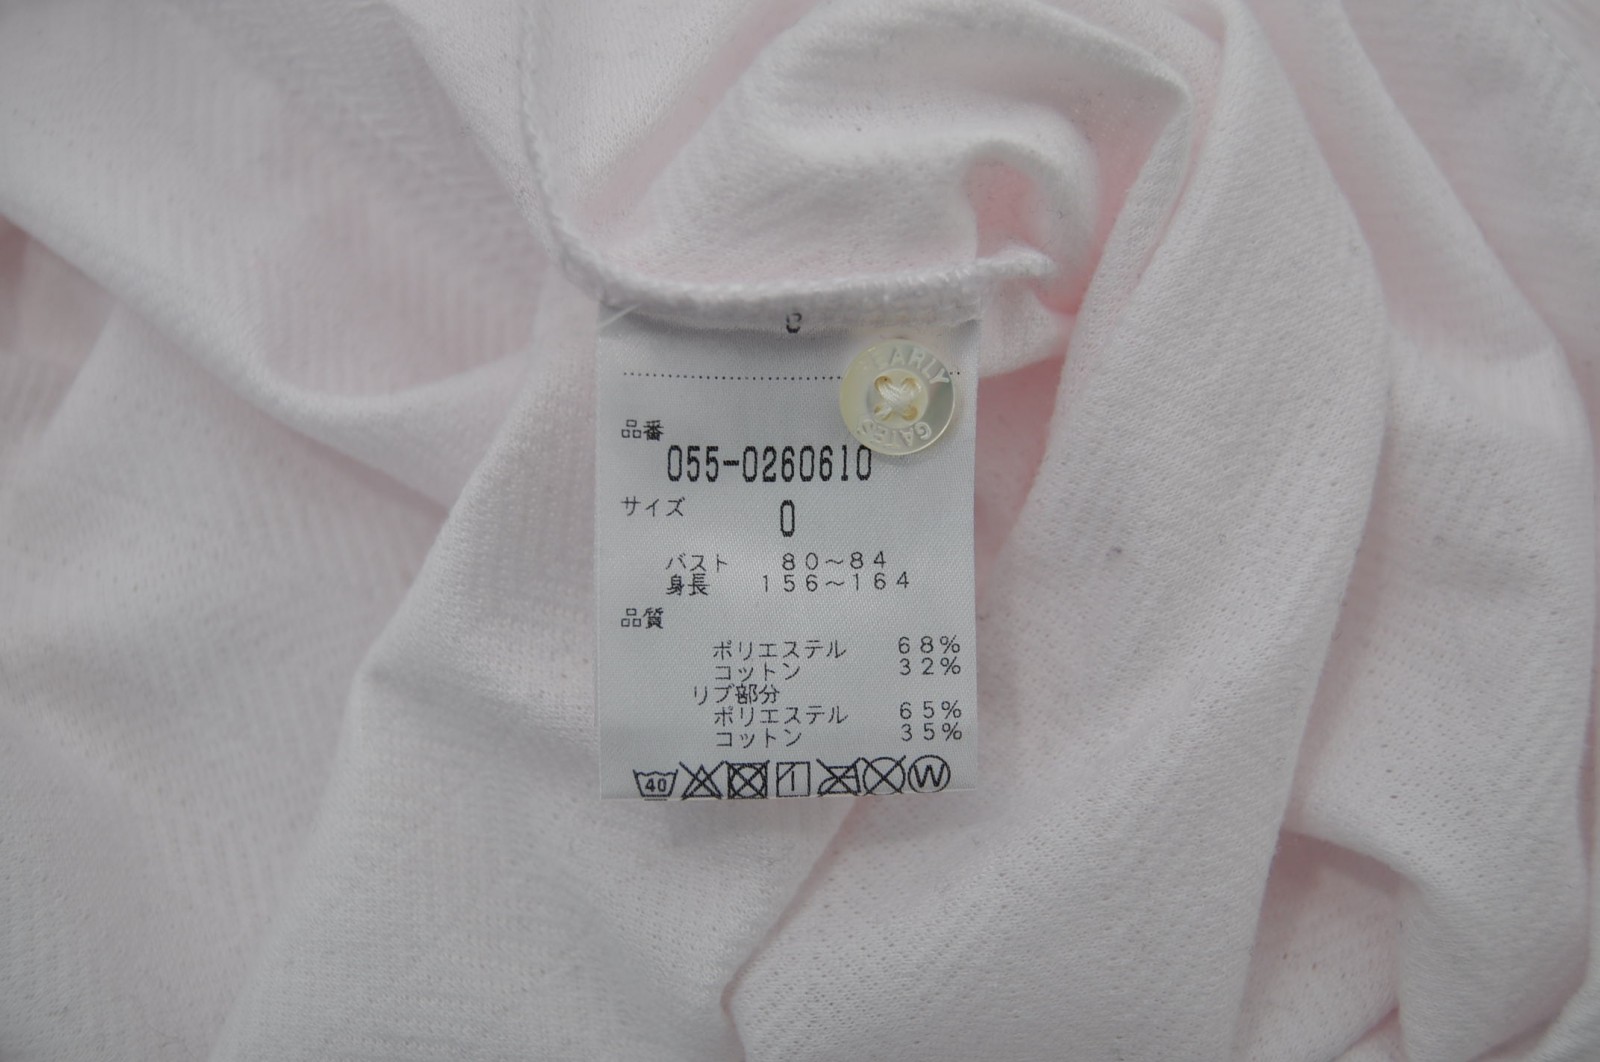 EARLY
GATES
品番
055-0260610
サイズ
0
バスト 80~84
身長 156~164
品質
ポリエステル 68%
コットン 32%
リブ部分
ポリエステル 65%
コットン 35%
40 W